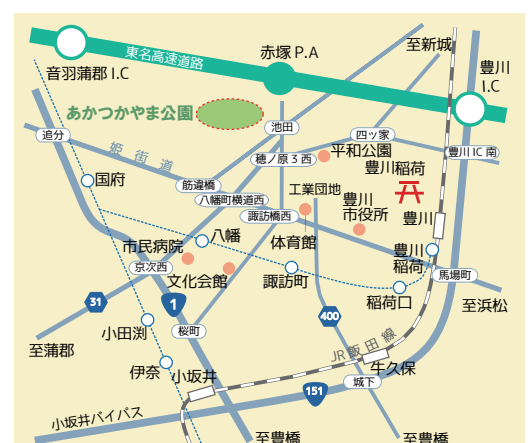 至新城
赤塚 P.A
東名高速道路
音羽蒲郡 I.C
豊川
I.C
あかつかやま公園
追分
池田
四ッ家
姫街道
穂ノ原3西
平和公園
豊川IC南
豊川稲荷
国府
筋違橋
工業団地
八幡町横道西
豊川
市役所
諏訪橋西
豊川
八幡
体育館
市民病院
豊川
稲荷
京次西
文化会館
諏訪町
馬場町
稲荷口
至浜松
31
1
400
小田渕
桜町
JR飯田線
至蒲郡
伊奈
小坂井
牛久保
城下
151
小坂井バイパス
至豊橋
至豊橋